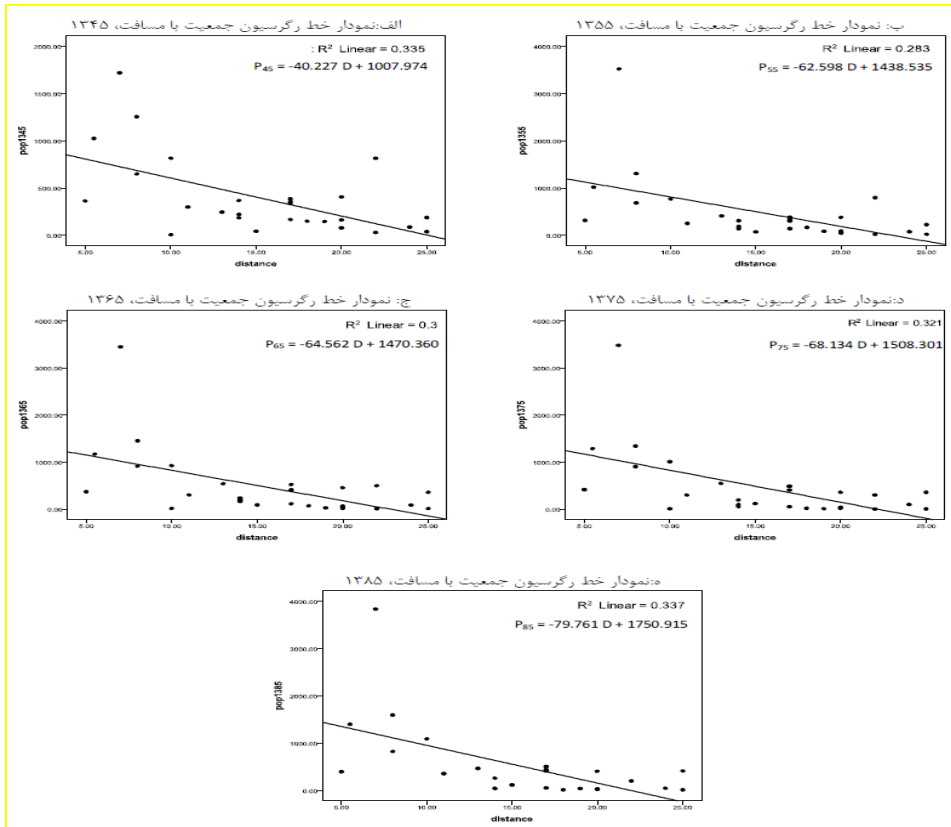 الف:نمودار خط رگرسیون جمعیت با مسافت، ۱۳۴۵
: R² Linear = 0.335
P₄₅ = -40.227 D + 1007.974
2000.00
1500.00
1000.00
500.00
0.00
pop1345
5.00 10.00 15.00 20.00 25.00
distance
ب: نمودار خط رگرسیون جمعیت با مسافت، ۱۳۵۵
R² Linear = 0.283
P₅₅ = -62.598 D + 1438.535
4000.00
3000.00
2000.00
1000.00
0.00
pop1355
5.00 10.00 15.00 20.00 25.00
distance
ج: نمودار خط رگرسیون جمعیت با مسافت، ۱۳۶۵
R² Linear = 0.3
P₆₅ = -64.562 D + 1470.360
4000.00
3000.00
2000.00
1000.00
0.00
pop1365
5.00 10.00 15.00 20.00 25.00
distance
د:نمودار خط رگرسیون جمعیت با مسافت، ۱۳۷۵
R² Linear = 0.321
P₇₅ = -68.134 D + 1508.301
4000.00
3000.00
2000.00
1000.00
0.00
pop1375
5.00 10.00 15.00 20.00 25.00
distance
ه:نمودار خط رگرسیون جمعیت با مسافت، ۱۳۸۵
R² Linear = 0.337
P₈₅ = -79.761 D + 1750.915
4000.00
3000.00
2000.00
1000.00
0.00
pop1385
5.00 10.00 15.00 20.00 25.00
distance